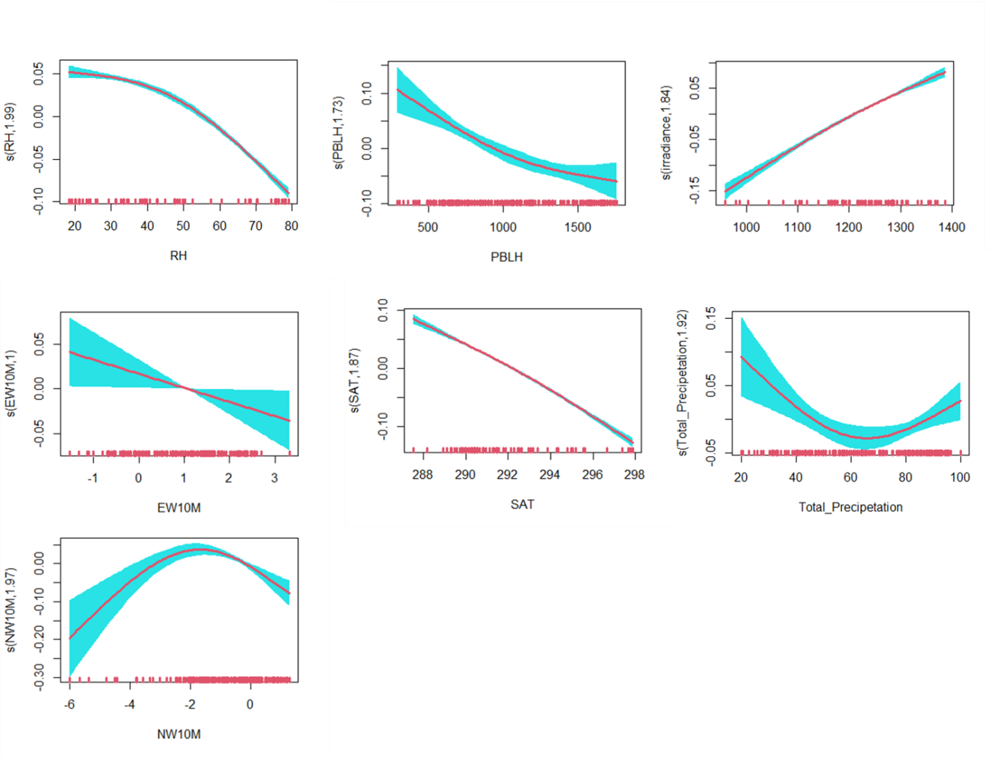 s(RH,1.99)
0.05
0.00
-0.05
-0.10
20 30 40 50 60 70 80
RH
s(PBLH,1.73)
0.10
0.00
-0.10
500 1000 1500
PBLH
s(irradiance,1.84)
0.05
-0.05
-0.15
1000 1100 1200 1300 1400
s(EW10M,1)
0.05
0.00
-0.05
-1 0 1 2 3
EW10M
s(SAT,1.87)
0.10
0.00
-0.10
288 290 292 294 296 298
SAT
s(Total_Precipetation,1.92)
0.15
0.05
-0.05
20 40 60 80 100
Total_Precipetation
s(NW10M,1.97)
0.00
-0.10
-0.20
-0.30
-6 -4 -2 0
NW10M